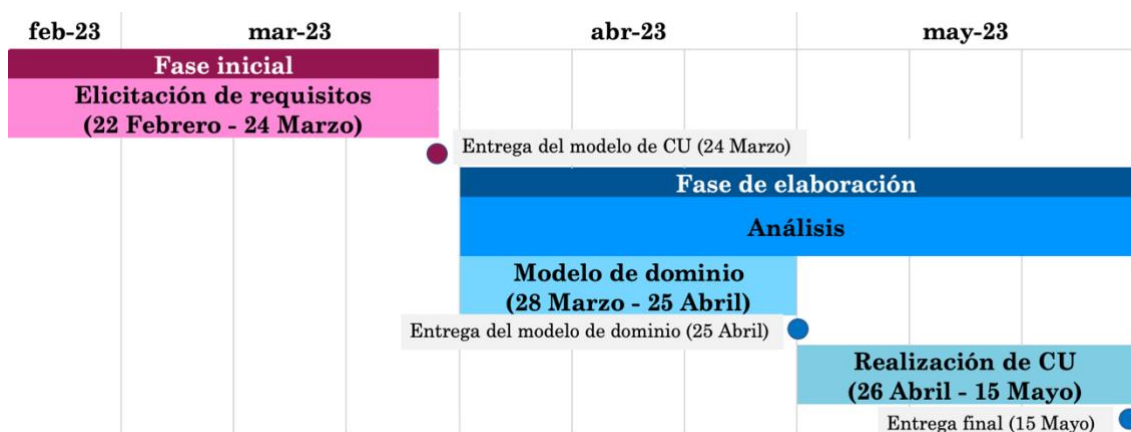 feb-23
mar-23
abr-23
may-23
Fase inicial
Elicitación de requisitos
(22 Febrero - 24 Marzo)
Entrega del modelo de CU (24 Marzo)
Fase de elaboración
Análisis
Modelo de dominio
(28 Marzo - 25 Abril)
Entrega del modelo de dominio (25 Abril)
Realización de CU
(26 Abril - 15 Mayo)
Entrega final (15 Mayo)